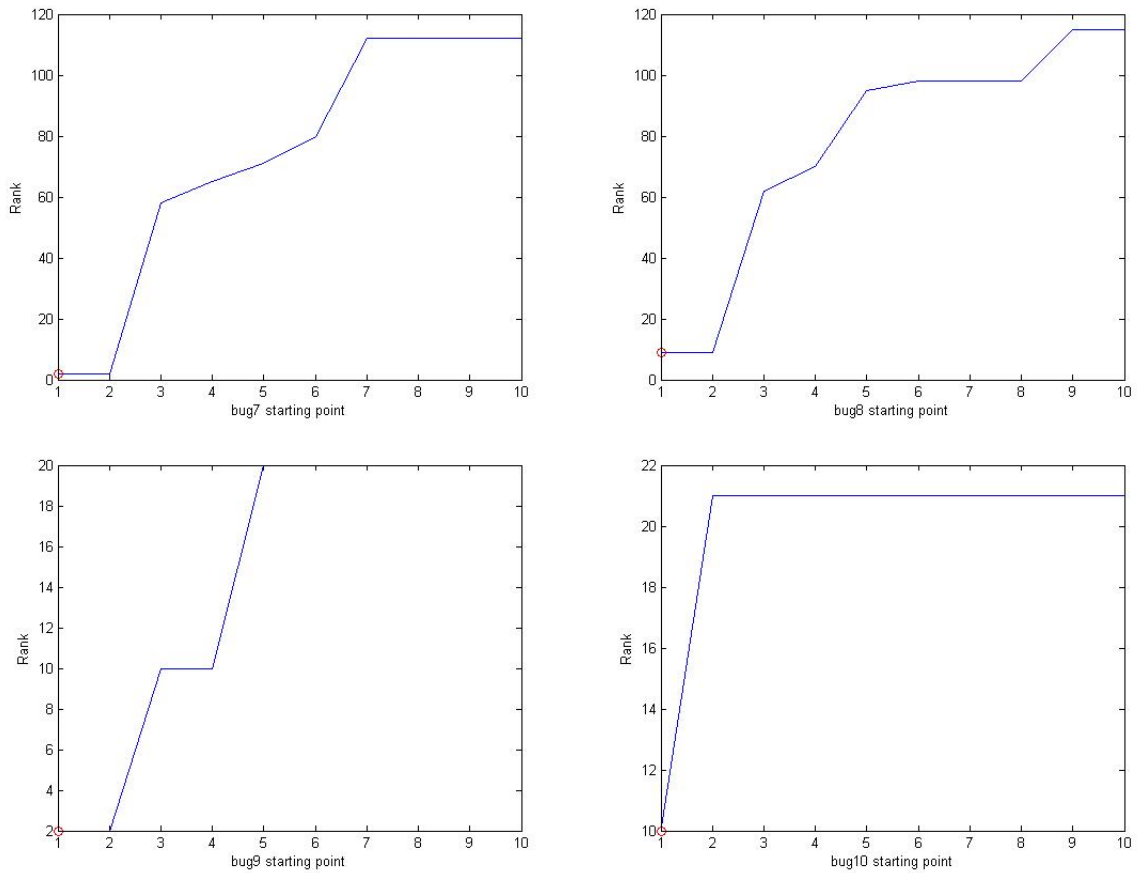 120
100
80
60
40
20
0
Rank
1 2 3 4 5 6 7 8 9 10
bug7 starting point
120
100
80
60
40
20
0
Rank
1 2 3 4 5 6 7 8 9 10
bug8 starting point
20
18
16
14
12
10
8
6
4
2
Rank
1 2 3 4 5 6 7 8 9 10
bug9 starting point
22
20
18
16
14
12
10
Rank
1 2 3 4 5 6 7 8 9 10
bug10 starting point